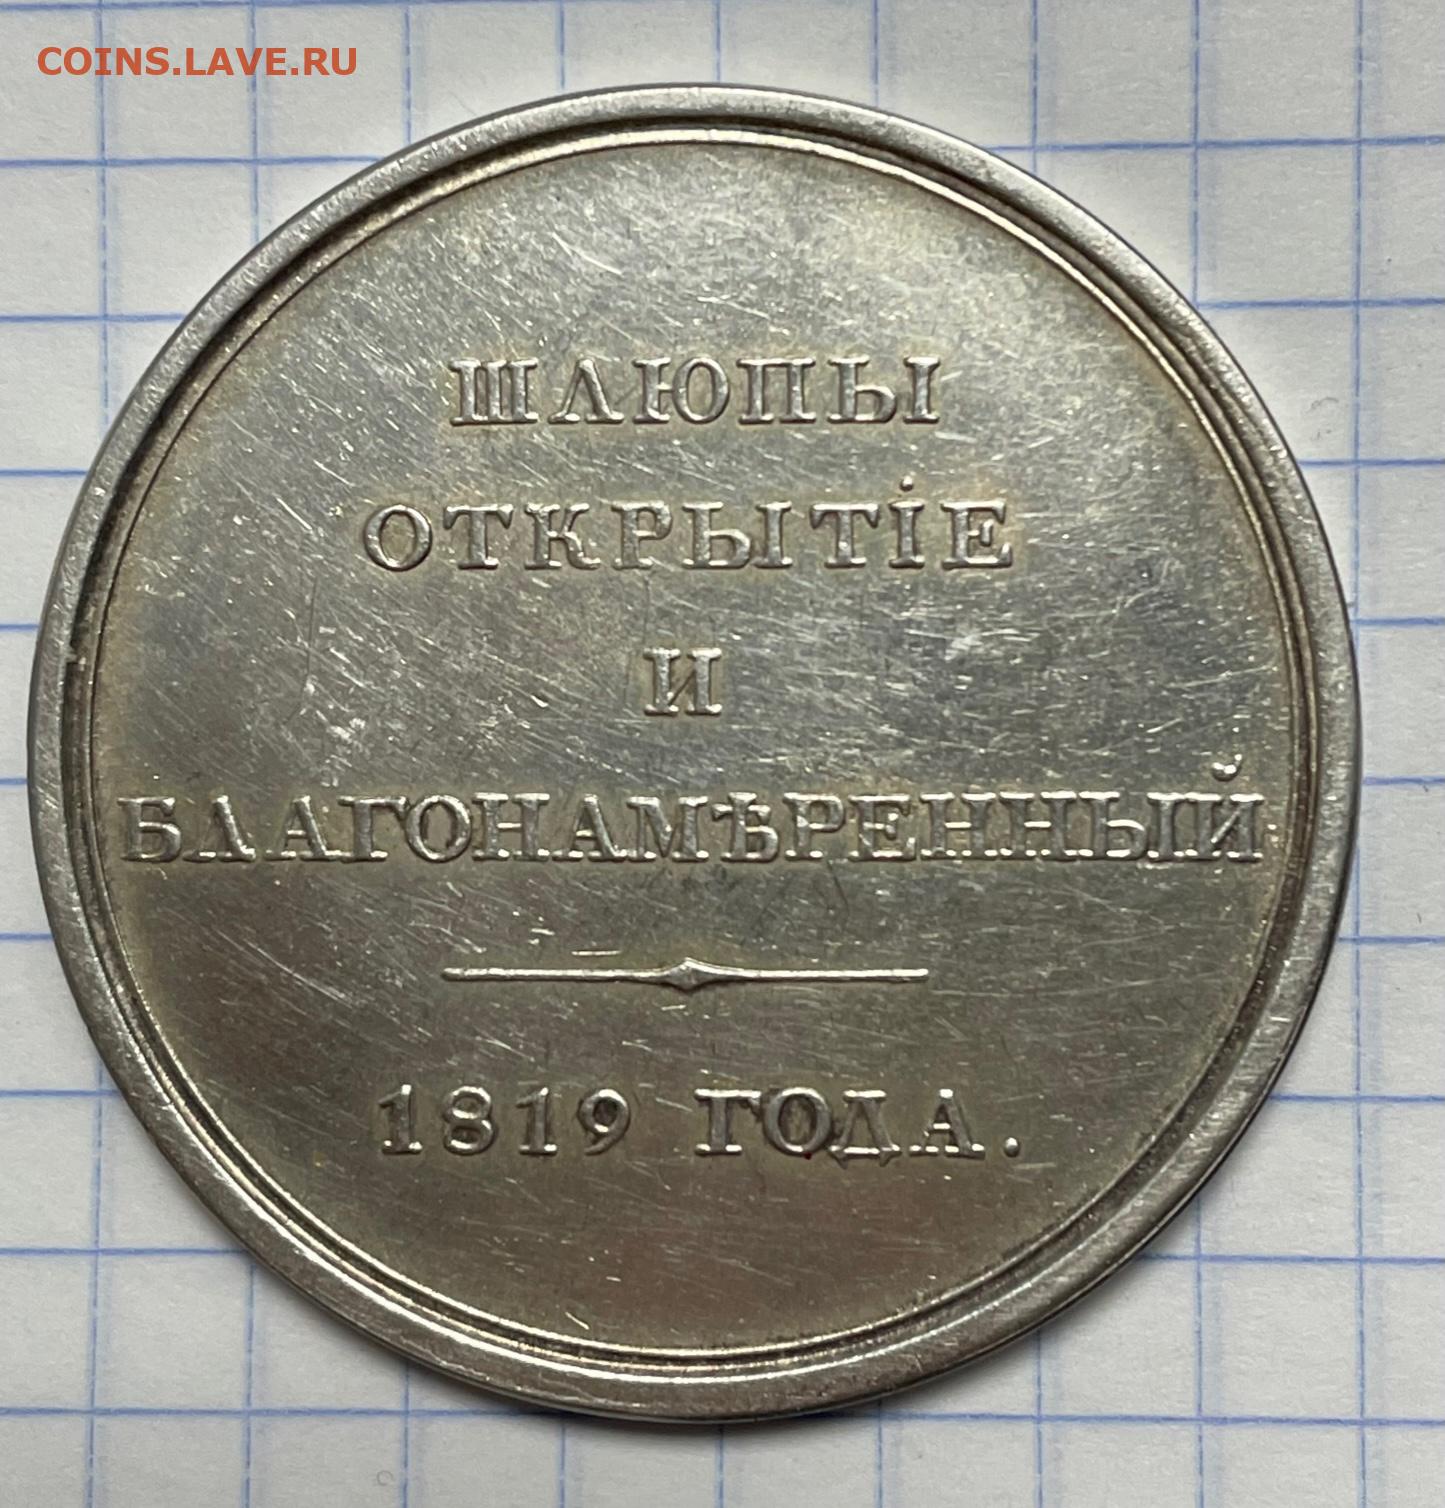 COINS.LAVE.RU
ШЛЮПЫ
ОТКРЫТІЕ
И
БЛАГОНАМѢРЕННЫЙ
1819 ГОДА.